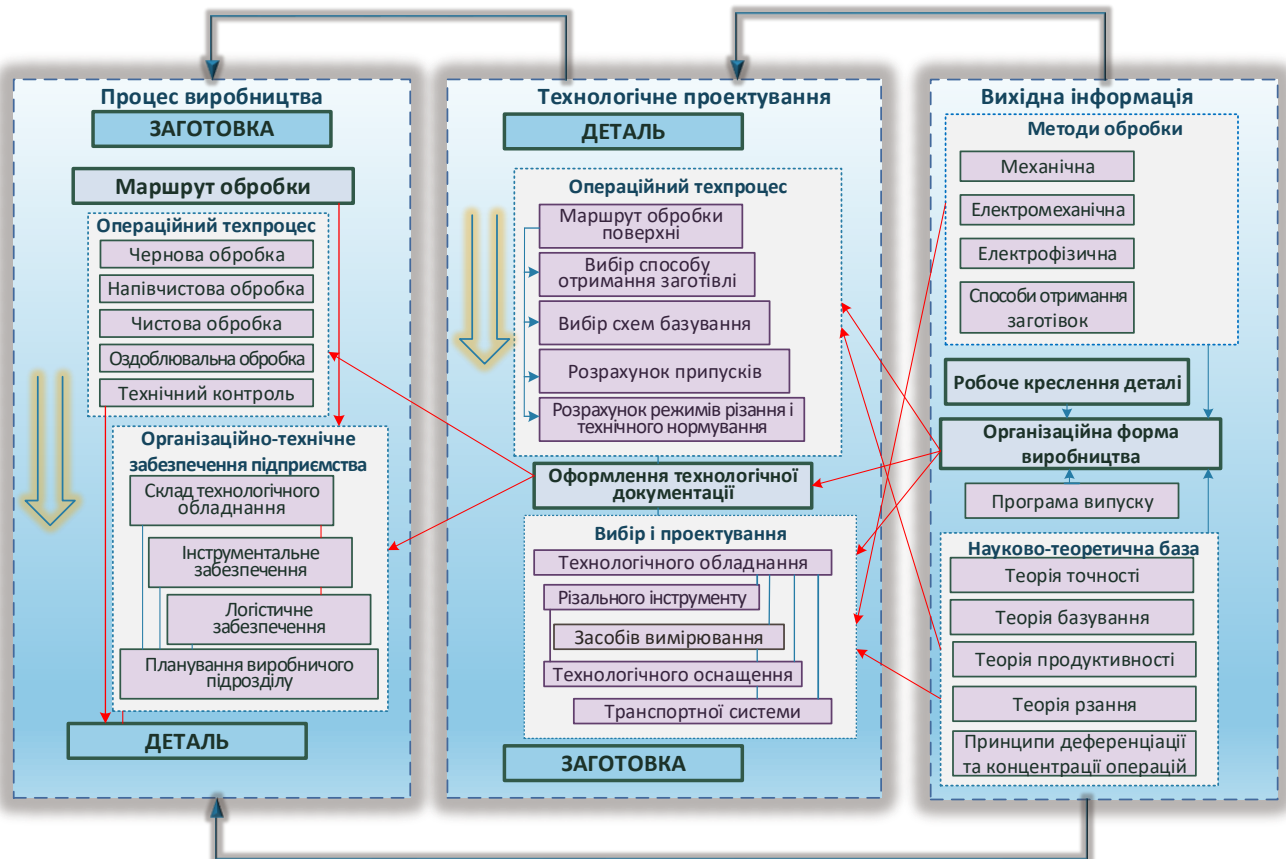 Процес виробництва
ЗАГОТОВКА
Маршрут обробки
Операційний техпроцес
Чернова обробка
Напівчистова обробка
Чистова обробка
Оздоблювальна обробка
Технічний контроль
Організаційно-технічне
забезпечення підприємства
Склад технологічного
обладнання
Інструментальне
забезпечення
Логістичне
забезпечення
Планування виробничого
підрозділу
ДЕТАЛЬ
Технологічне проектування
ДЕТАЛЬ
Операційний техпроцес
Маршрут обробки
поверхні
Вибір способу
отримання заготівлі
Вибір схем базування
Розрахунок припусків
Розрахунок режимів різання і
технічного нормування
Оформлення технологічної
документації
Вибір і проектування
Технологічного обладнання
Різального інструменту
Засобів вимірювання
Технологічного оснащення
Транспортної системи
ЗАГОТОВКА
Вихідна інформація
Методи обробки
Механічна
Електромеханічна
Електрофізична
Способи отримання
заготівок
Робоче креслення деталі
Організаційна форма
виробництва
Програма випуску
Науково-теоретична база
Теорія точності
Теорія базування
Теорія продуктивності
Теорія рзання
Принципи деференціації
та концентрації операцій